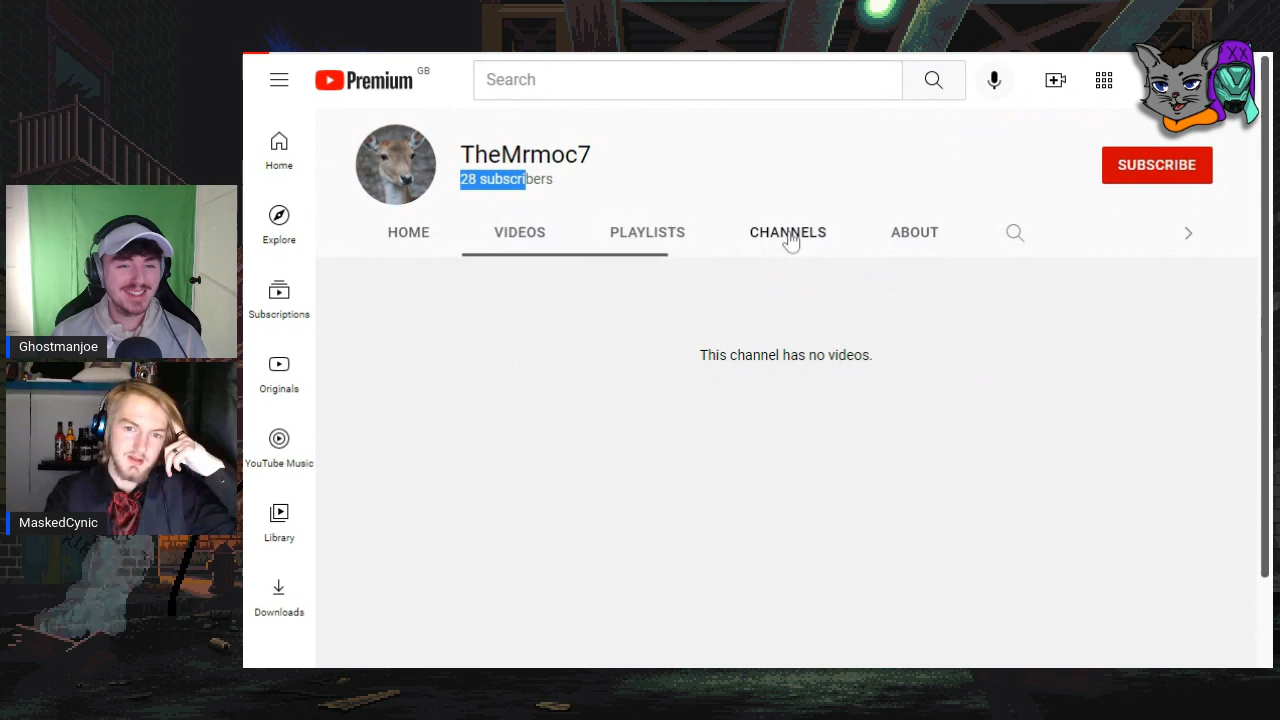 Premium GB
Search
TheMrmoc7
28 subscribers
SUBSCRIBE
HOME VIDEOS PLAYLISTS CHANNELS ABOUT
This channel has no videos.
Home
Explore
Subscriptions
Originals
YouTube Music
Library
Downloads
Ghostmanjoe
MaskedCynic